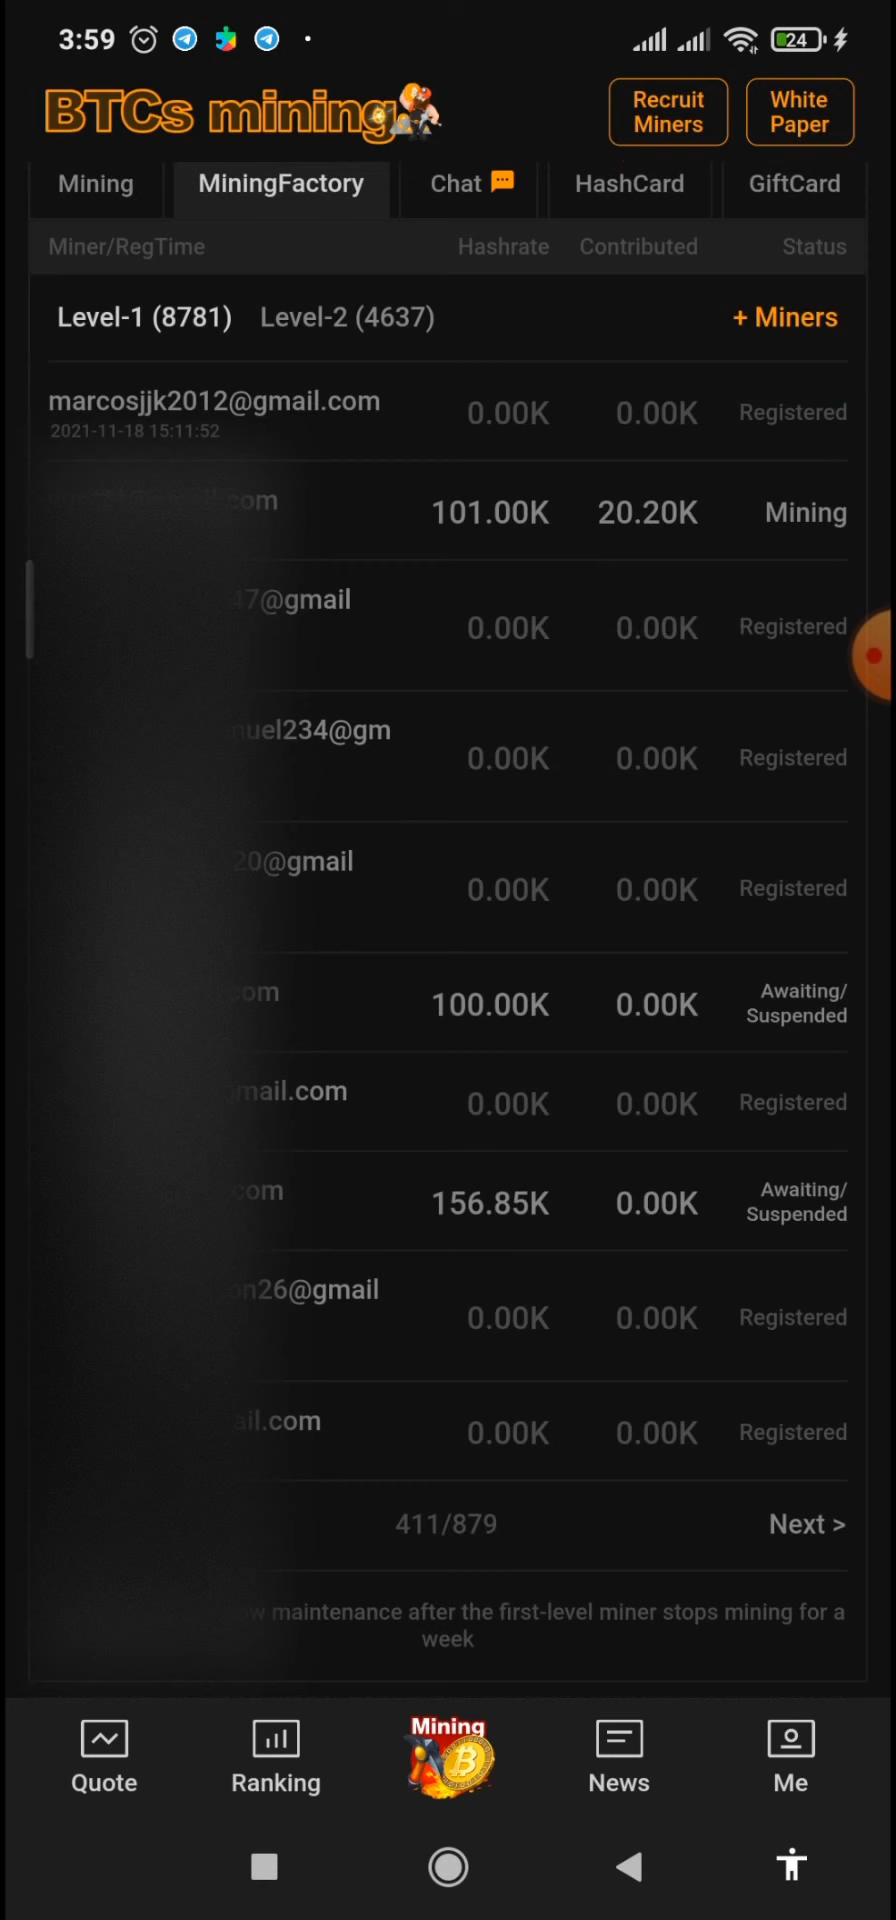 3:59
24
BTCs mining
Recruit
Miners
White
Paper
Mining
MiningFactory
Chat
HashCard
GiftCard
Miner/RegTime Hashrate Contributed Status
Level-1 (8781) Level-2 (4637) + Miners
marcosjjk2012@gmail.com
2021-11-18 15:11:52
0.00K 0.00K Registered
com
101.00K 20.20K Mining
47@gmail
0.00K 0.00K Registered
nuel234@gm
0.00K 0.00K Registered
20@gmail
0.00K 0.00K Registered
com
100.00K 0.00K Awaiting/
Suspended
gmail.com
0.00K 0.00K Registered
com
156.85K 0.00K Awaiting/
Suspended
on26@gmail
0.00K 0.00K Registered
ail.com
0.00K 0.00K Registered
411/879 Next >
maintenance after the first-level miner stops mining for a
week
Quote
Ranking
Mining
News
Me